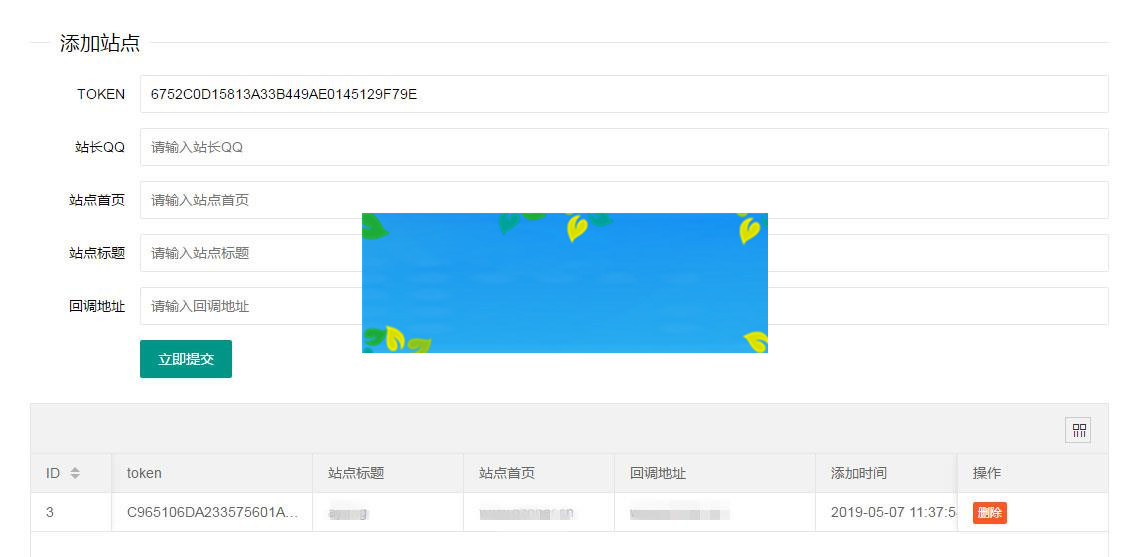 添加站点
TOKEN 6752C0D15813A33B449AE0145129F79E
站长QQ 请输入站长QQ
站点首页 请输入站点首页
站点标题 请输入站点标题
回调地址 请输入回调地址
立即提交
ID token 站点标题 站点首页 回调地址 添加时间 操作
3 C965106DA233575601A... 2019-05-07 11:37:5 删除